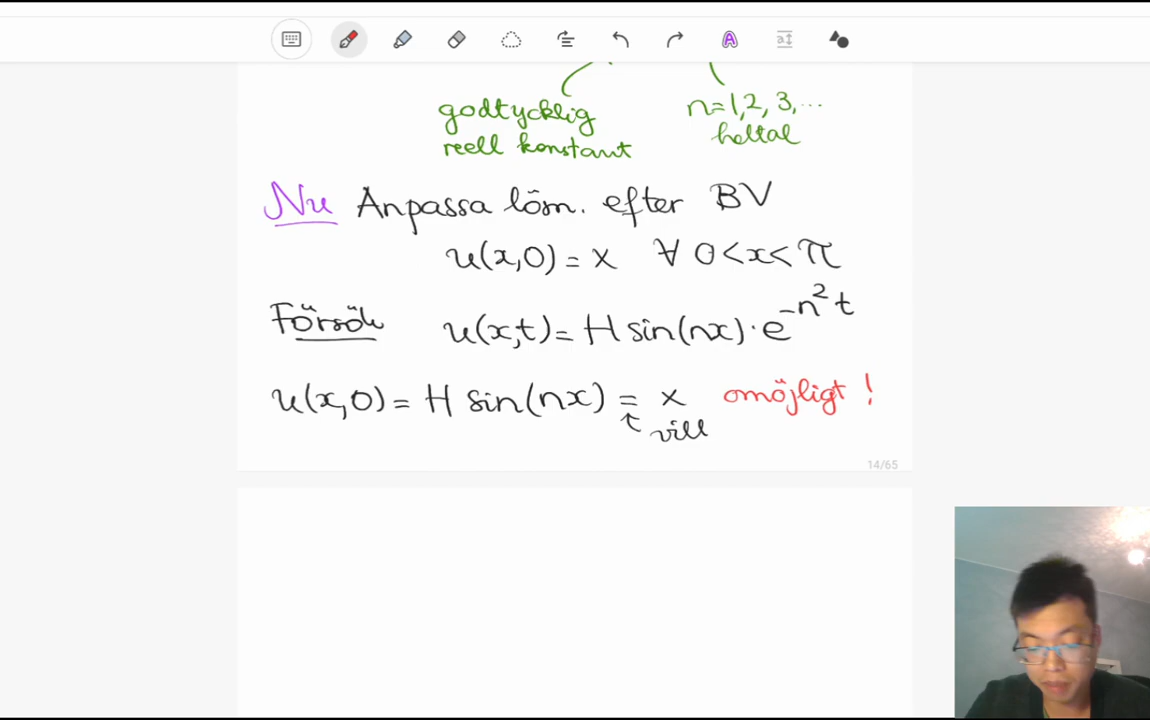 godtycklig
reell konstant
n=1,2, 3,...
heltal
Nu Anpassa lösn. efter BV
u(x,0) = x ∀ 0<x<π
Försök u(x,t) = H sin(nx)·e^{-n²t}
u(x,0) = H sin(nx) = x omöjligt !
↑ vill
14/65